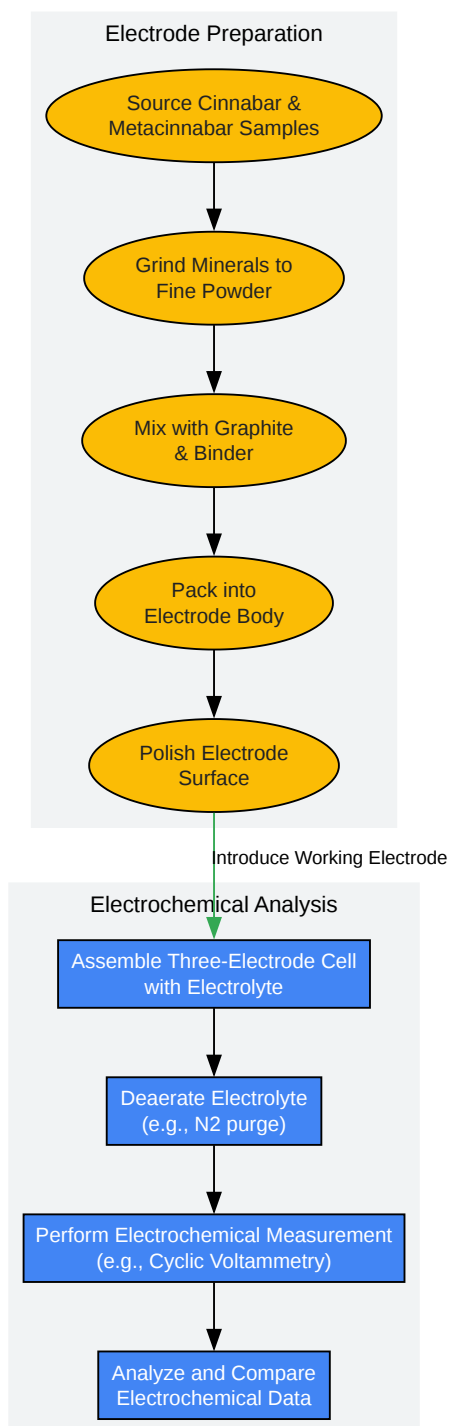 Electrode Preparation
Source Cinnabar &
Metacinnabar Samples
Grind Minerals to
Fine Powder
Mix with Graphite
& Binder
Pack into
Electrode Body
Polish Electrode
Surface
Introduce Working Electrode
Electrochemical Analysis
Assemble Three-Electrode Cell
with Electrolyte
Deaerate Electrolyte
(e.g., N2 purge)
Perform Electrochemical Measurement
(e.g., Cyclic Voltammetry)
Analyze and Compare
Electrochemical Data